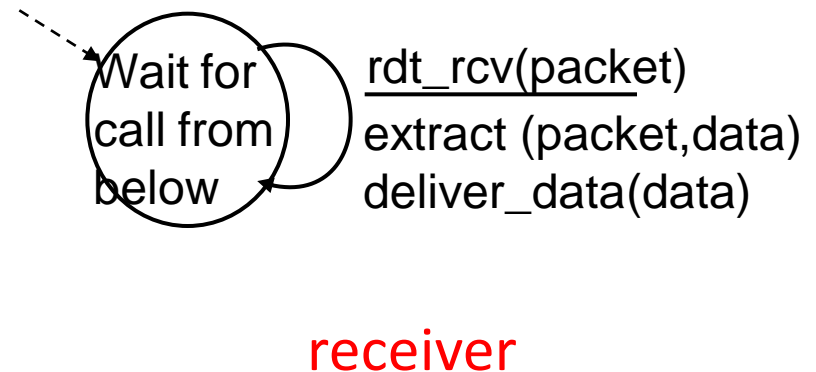 Wait for
call from
below
rdt_rcv(packet)
extract (packet,data)
deliver_data(data)
receiver